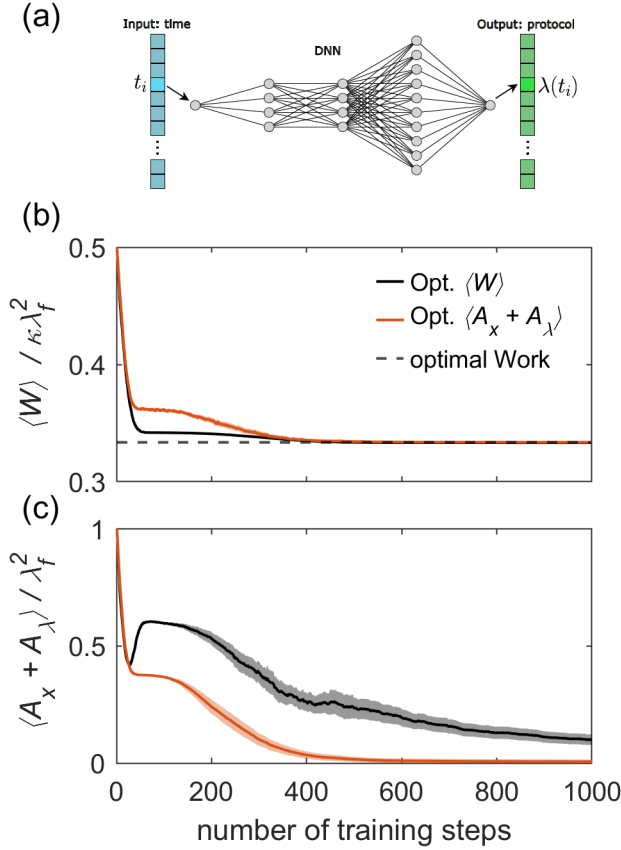 (a)
Input: time
Output: protocol
DNN
t_i
λ(t_i)
(b)
0.5
0.4
0.3
⟨W⟩ / κλ_f^2
Opt. ⟨W⟩
Opt. ⟨A_x + A_λ⟩
optimal Work
(c)
1
0.5
0
⟨A_x + A_λ⟩ / λ_f^2
0 200 400 600 800 1000
number of training steps